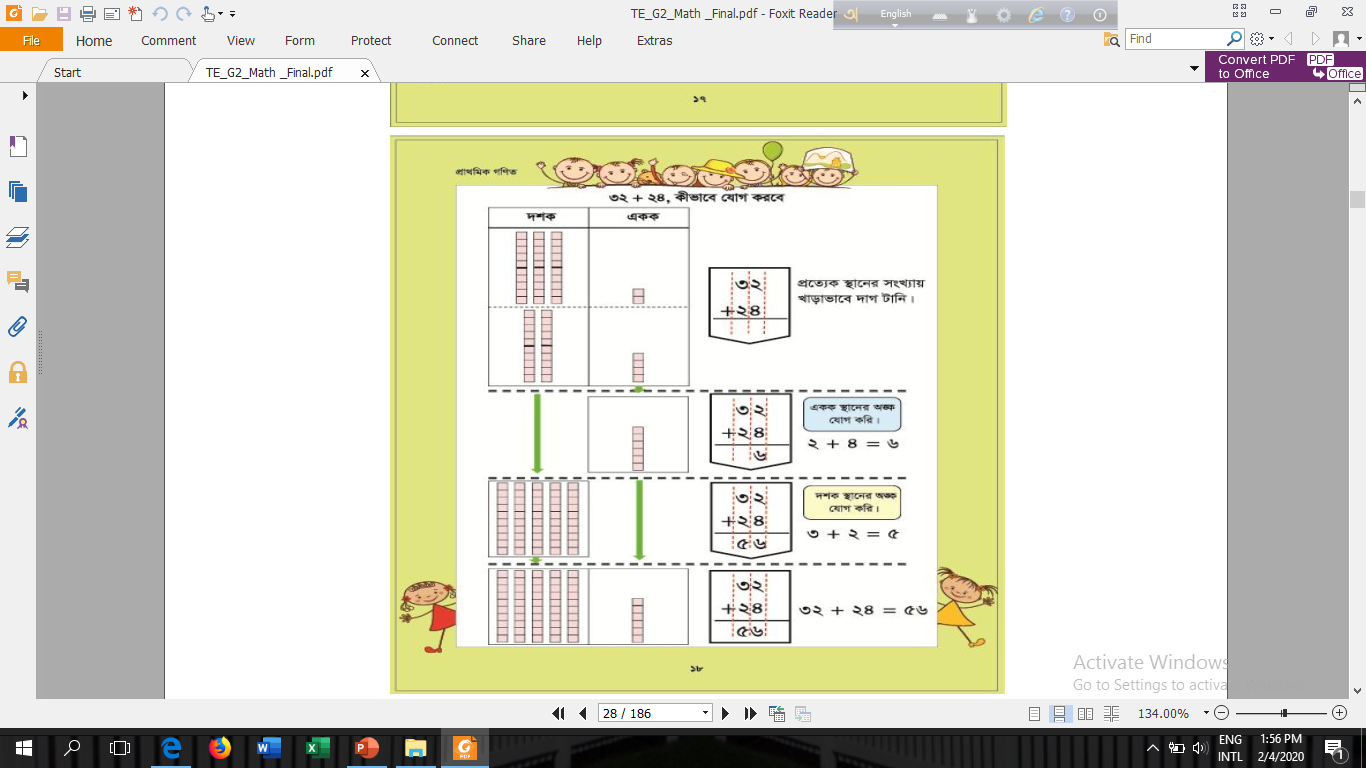 TE_G2_Math _Final.pdf - Foxit Reader
English
File Home Comment View Form Protect Connect Share Help Extras
Find
Start
TE_G2_Math _Final.pdf
Convert PDF to Office
PDF
Office
১৭
প্রাথমিক গণিত
৩২ + ২৪, কীভাবে যোগ করবে
দশক একক
৩২
+২৪
প্রত্যেক স্থানের সংখ্যায়
খাড়াভাবে দাগ টানি।
৩২
+২৪
৬
একক স্থানের অঙ্ক
যোগ করি।
২ + ৪ = ৬
৩২
+২৪
৫৬
দশক স্থানের অঙ্ক
যোগ করি।
৩ + ২ = ৫
৩২
+২৪
৫৬
৩২ + ২৪ = ৫৬
১৮
Activate Windows
Go to Settings to activa
28 / 186
134.00%
ENG
INTL
1:56 PM
2/4/2020
1